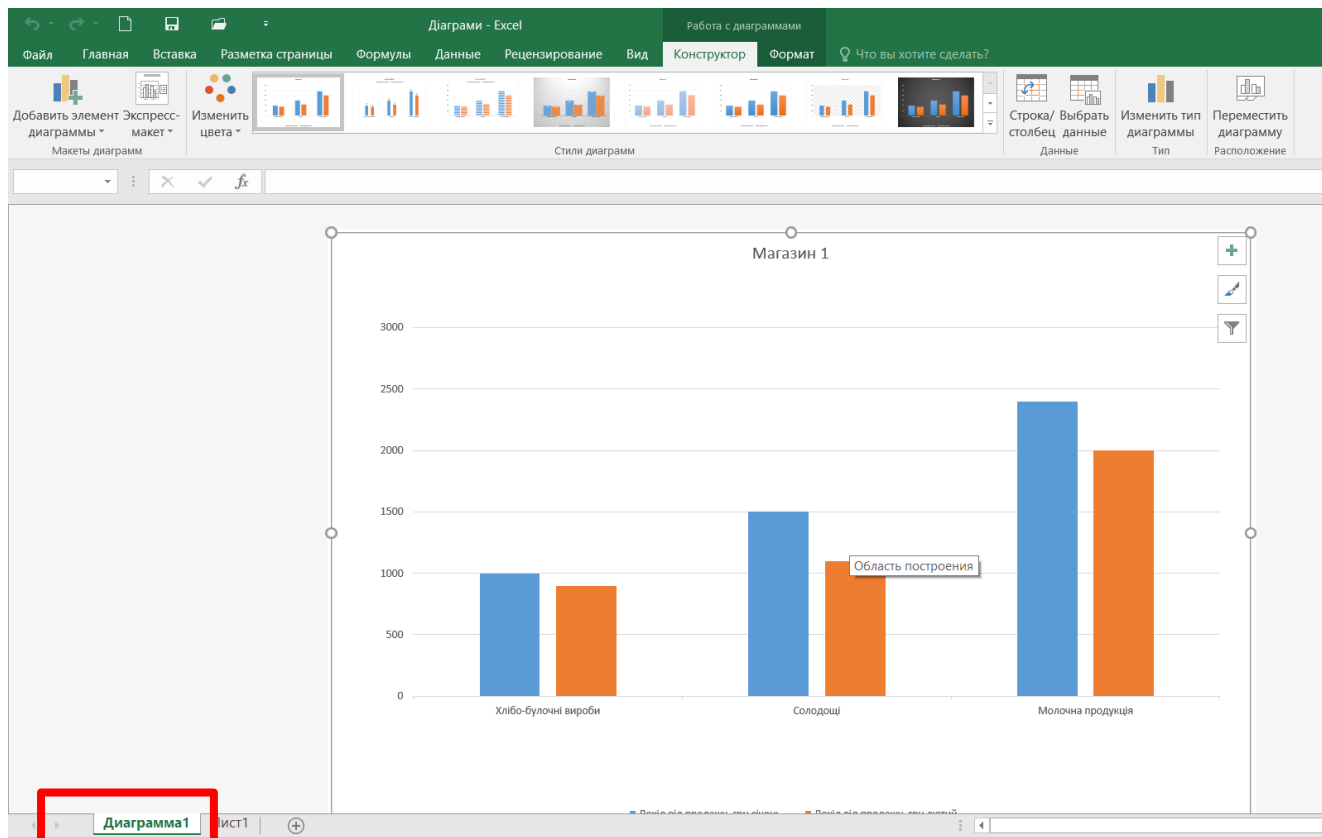 Діаграми - Excel
Работа с диаграммами
Файл Главная Вставка Разметка страницы Формулы Данные Рецензирование Вид Конструктор Формат Что вы хотите сделать?
Добавить элемент диаграммы
Экспресс-макет
Изменить цвета
Строка/столбец
Выбрать данные
Изменить тип диаграммы
Переместить диаграмму
Макеты диаграмм
Стили диаграмм
Данные
Тип
Расположение
fx
Магазин 1
3000
2500
2000
1500
1000
500
0
Область построения
Хлібо-булочні вироби Солодощі Молочна продукція
Диаграмма1 Лист1